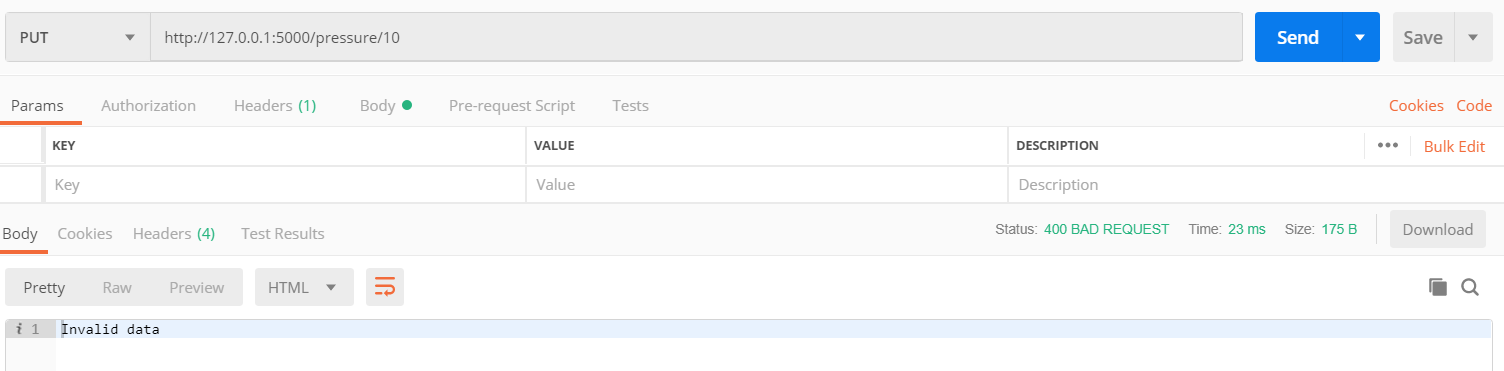 PUT http://127.0.0.1:5000/pressure/10 Send Save
Params Authorization Headers (1) Body Pre-request Script Tests Cookies Code
KEY VALUE DESCRIPTION ••• Bulk Edit
Key Value Description
Body Cookies Headers (4) Test Results Status: 400 BAD REQUEST Time: 23 ms Size: 175 B Download
Pretty Raw Preview HTML
i 1 Invalid data